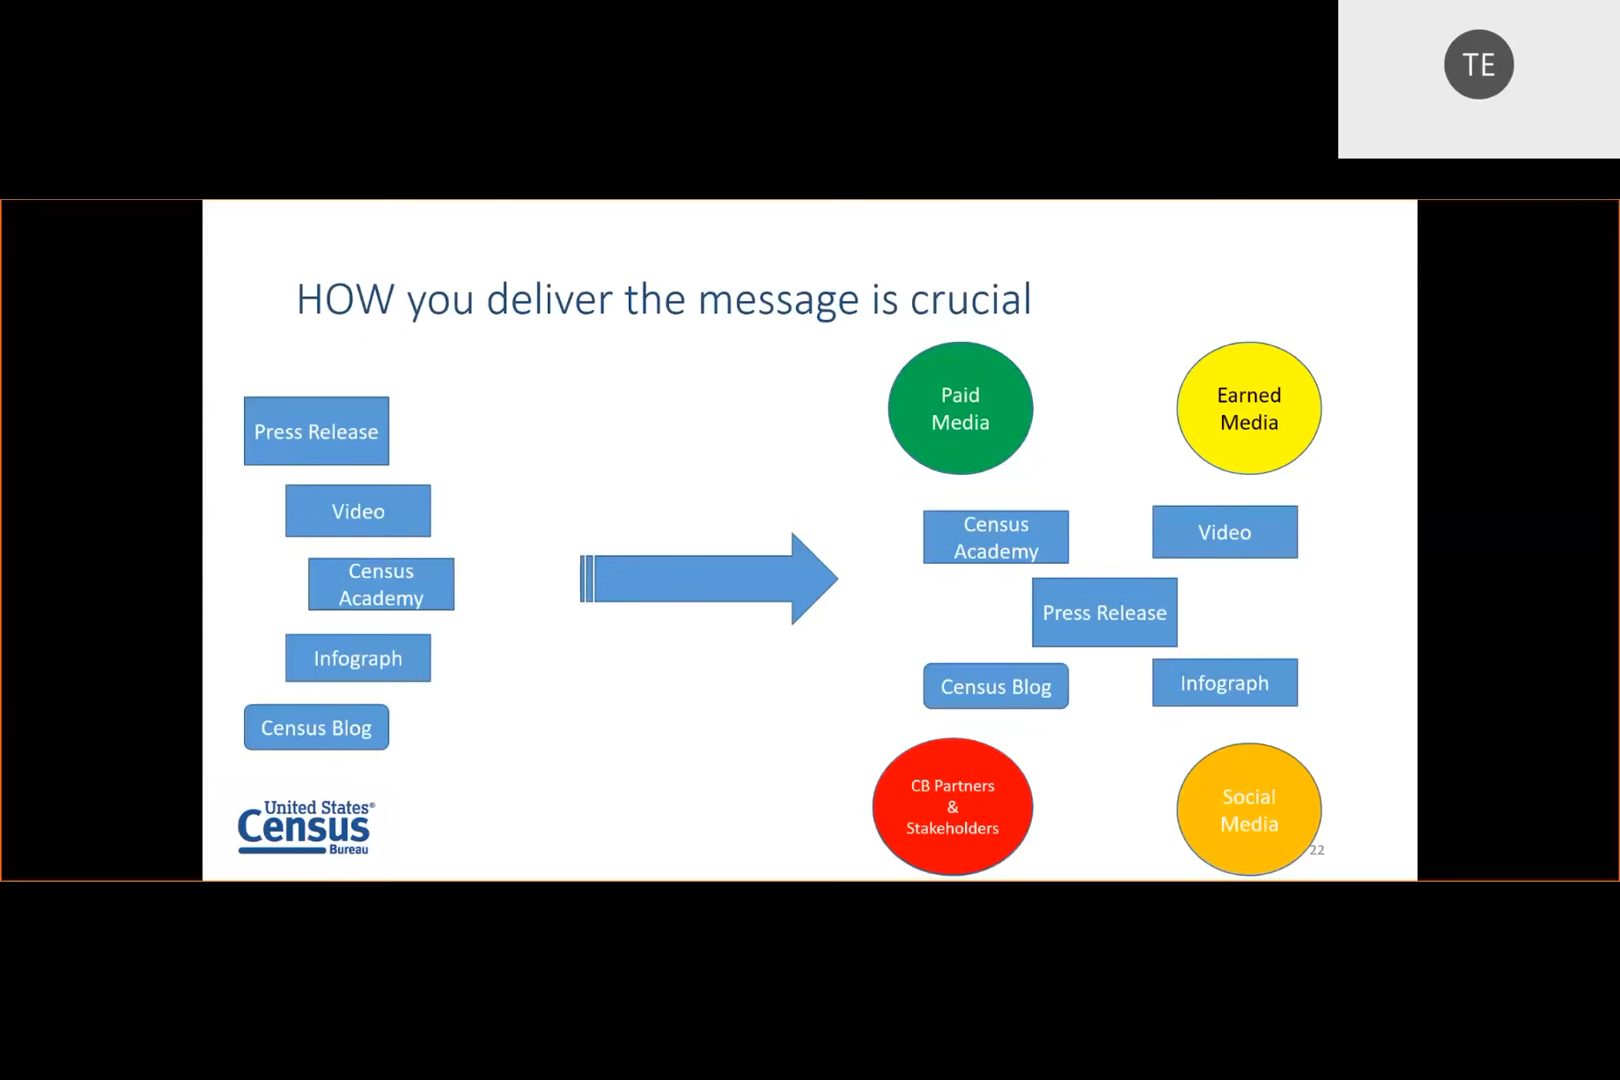 TE
HOW you deliver the message is crucial
Press Release
Video
Census
Academy
Infograph
Census Blog
Paid
Media
Earned
Media
Census
Academy
Video
Press Release
Census Blog
Infograph
CB Partners
&
Stakeholders
Social
Media
United States®
Census
Bureau
22